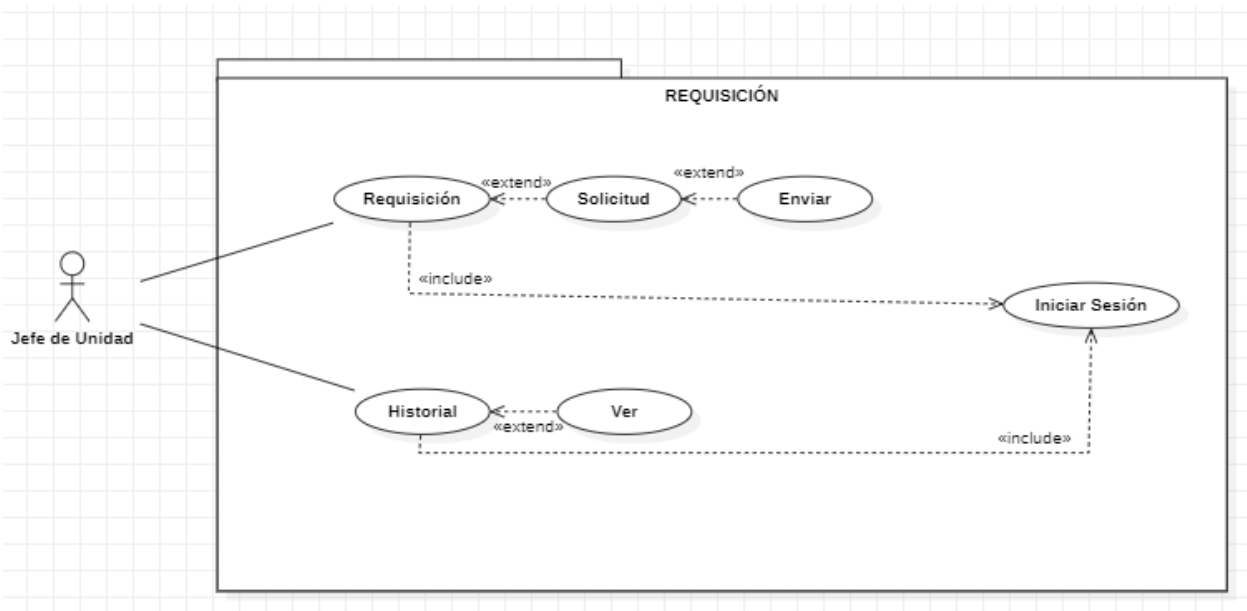 REQUISICIÓN
«extend»
«extend»
Requisición
Solicitud
Enviar
«include»
Iniciar Sesión
Jefe de Unidad
Historial
Ver
«extend»
«include»